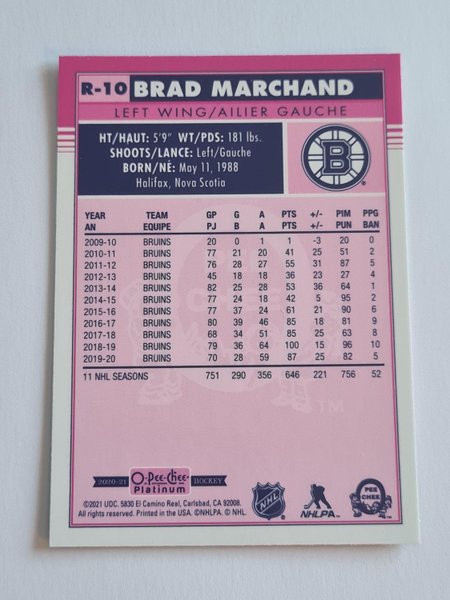 R-10 BRAD MARCHAND
LEFT WING/AILIER GAUCHE
HT/HAUT: 5'9" WT/PDS: 181 lbs.
SHOOTS/LANCE: Left/Gauche
BORN/NÉ: May 11, 1988
Halifax, Nova Scotia
B
YEAR TEAM GP G A PTS +/- PIM PPG
AN EQUIPE PJ B A PTS +/- PUN BAN
2009-10 BRUINS 20 0 1 1 -3 20 0
2010-11 BRUINS 77 21 20 41 25 51 2
2011-12 BRUINS 76 28 27 55 31 87 5
2012-13 BRUINS 45 18 18 36 23 27 4
2013-14 BRUINS 82 25 28 53 36 64 1
2014-15 BRUINS 77 24 18 42 5 95 2
2015-16 BRUINS 77 37 24 61 21 90 6
2016-17 BRUINS 80 39 46 85 18 81 9
2017-18 BRUINS 68 34 51 85 25 63 8
2018-19 BRUINS 79 36 64 100 15 96 10
2019-20 BRUINS 70 28 59 87 25 82 5
11 NHL SEASONS 751 290 356 646 221 756 52
TM
2020-21 O-Pee-Chee HOCKEY
Platinum
©2021 UDC. 5830 El Camino Real, Carlsbad, CA 92008.
All rights reserved. Printed in the USA. ©NHLPA. © NHL.
NHL
NHLPA
O PEE CHEE